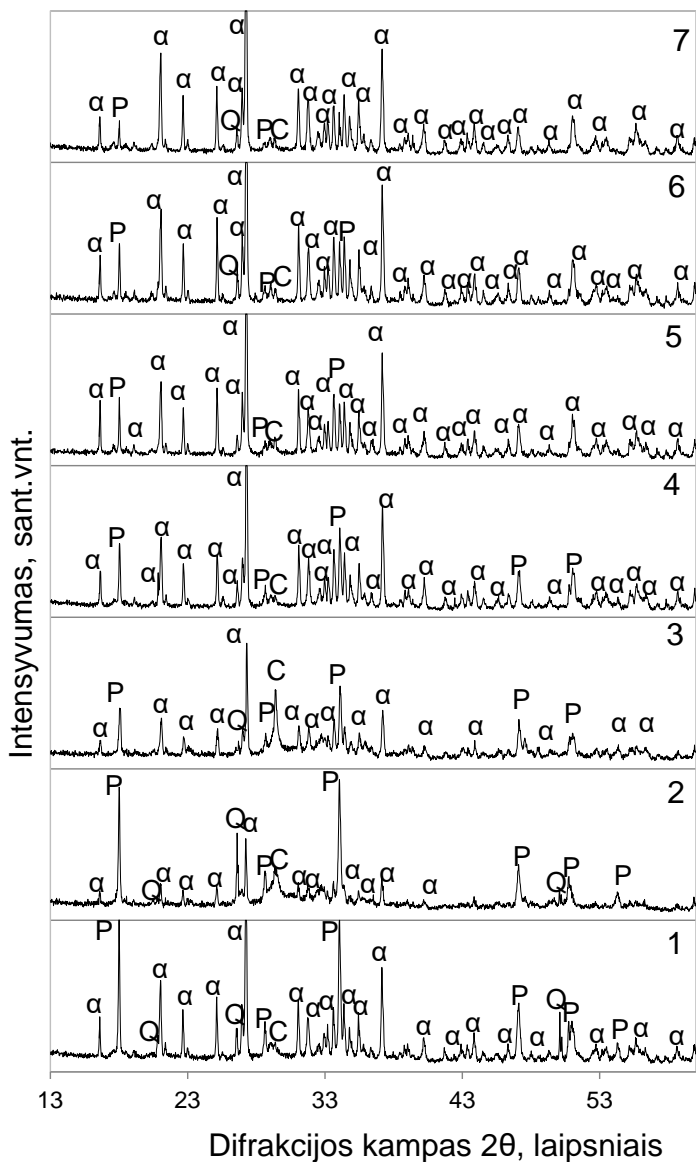 α α α 7
α P α α α Q α P C α α α α α α α α α α α α α α α α α α α
α α 6
α P α α α α Q P C α α α α P α α α α α α α α α α α α α α
α α 5
α P α α α α α P C α α α α P α α α α α α α α α α α α α α α
α 4
α P α α α α α P C α α α α P α α α α α α α P α P α α α α
α C 3
α P α α α Q P α α α P α α α P α P α α
P P 2
α Q α α α Q α P C α α α α α α P Q P P
α P P 1
α Q α α α Q P C α α α α α α α α α P α Q P α P α α
Intensyvumas, sant.vnt.
13 23 33 43 53
Difrakcijos kampas 2θ, laipsniais